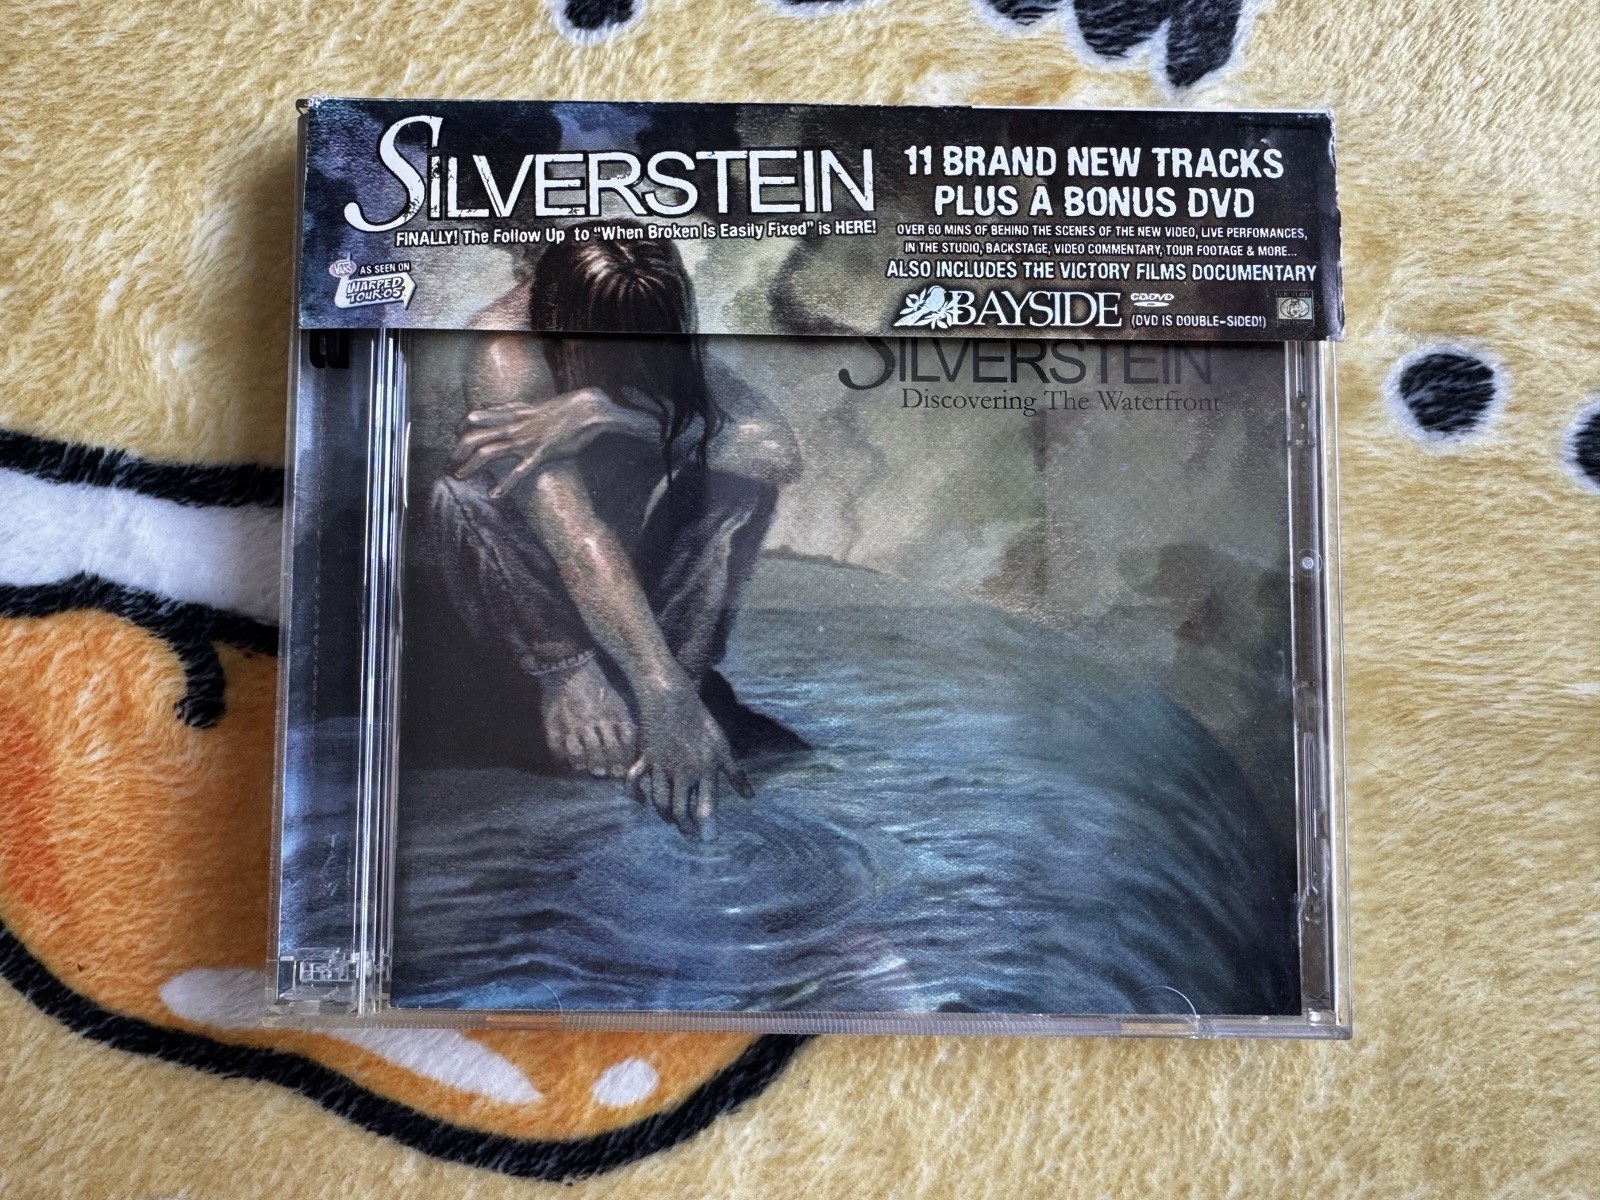 SILVERSTEIN
FINALLY! The Follow Up to "When Broken Is Easily Fixed" is HERE!
VANS
AS SEEN ON
WARPED
TOUR-05
11 BRAND NEW TRACKS
PLUS A BONUS DVD
OVER 60 MINS OF BEHIND THE SCENES OF THE NEW VIDEO, LIVE PERFOMANCES,
IN THE STUDIO, BACKSTAGE, VIDEO COMMENTARY, TOUR FOOTAGE & MORE...
ALSO INCLUDES THE VICTORY FILMS DOCUMENTARY
BAYSIDE
CD/DVD
(DVD IS DOUBLE-SIDED!)
SILVERSTEIN
Discovering The Waterfront